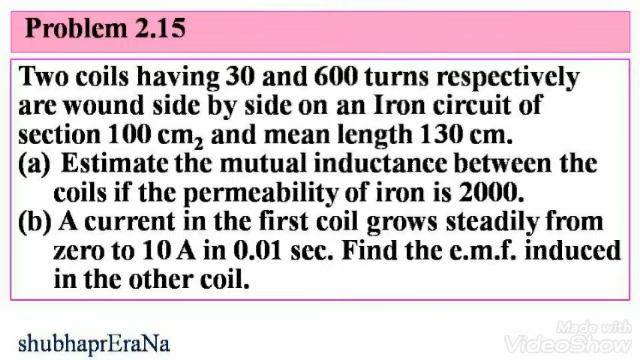 Problem 2.15
Two coils having 30 and 600 turns respectively
are wound side by side on an Iron circuit of
section 100 cm₂ and mean length 130 cm.
(a) Estimate the mutual inductance between the
coils if the permeability of iron is 2000.
(b) A current in the first coil grows steadily from
zero to 10 A in 0.01 sec. Find the e.m.f. induced
in the other coil.
shubhaprEraNa
Made with
VideoShow